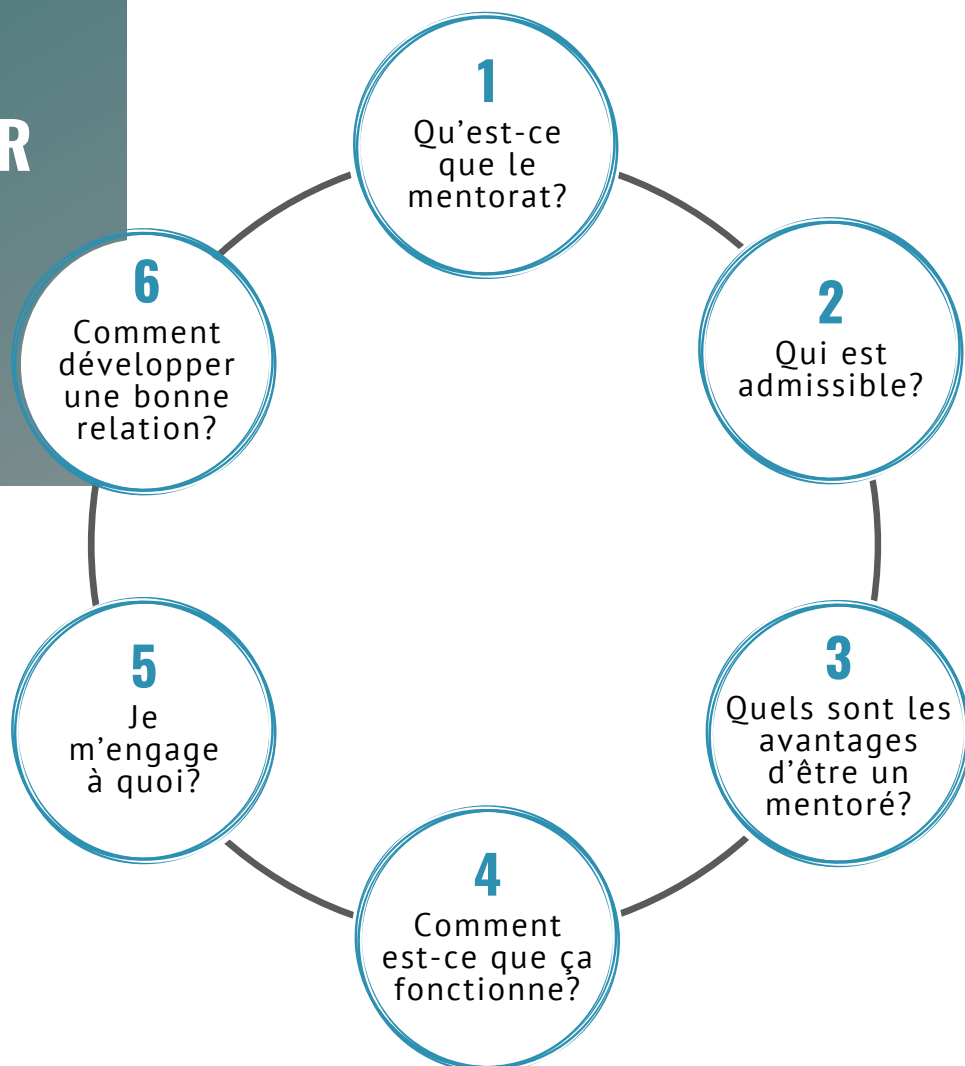 R
1
Qu’est-ce
que le
mentorat?
2
Qui est
admissible?
3
Quels sont les
avantages
d’être un
mentoré?
4
Comment
est-ce que ça
fonctionne?
5
Je
m’engage
à quoi?
6
Comment
développer
une bonne
relation?